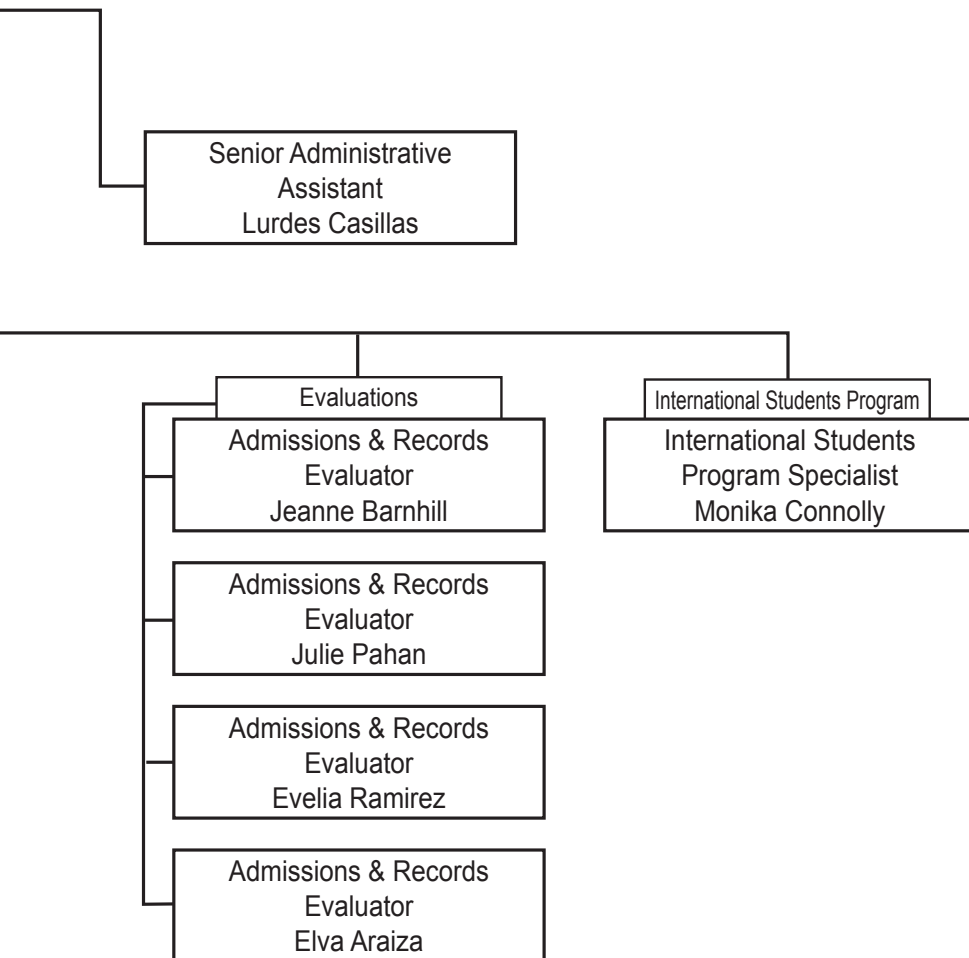 Senior Administrative
Assistant
Lurdes Casillas
Evaluations
Admissions & Records
Evaluator
Jeanne Barnhill
Admissions & Records
Evaluator
Julie Pahan
Admissions & Records
Evaluator
Evelia Ramirez
Admissions & Records
Evaluator
Elva Araiza
International Students Program
International Students
Program Specialist
Monika Connolly